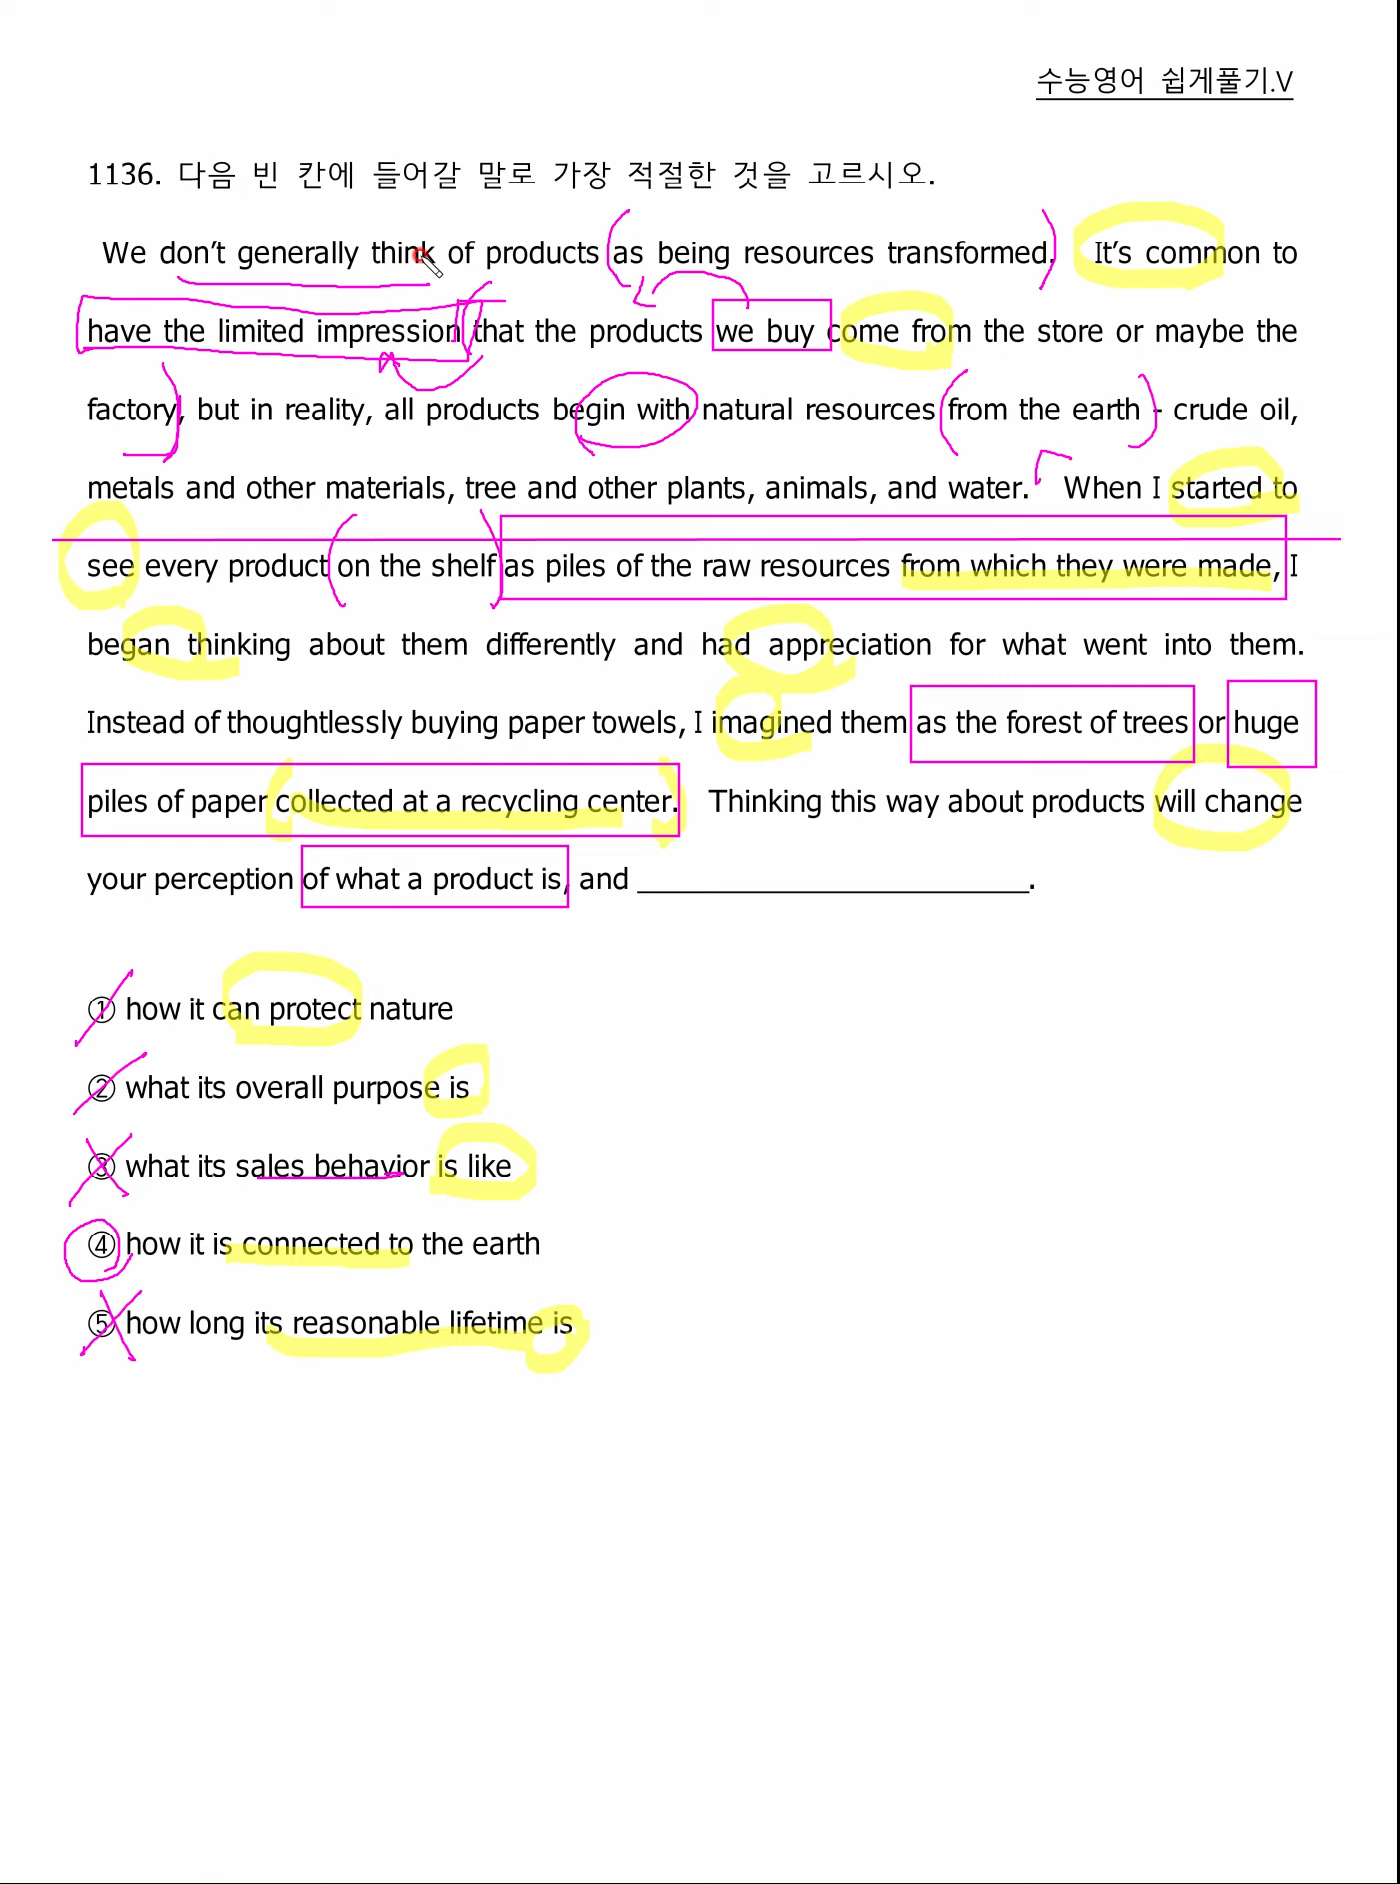 수능영어 쉽게풀기.V
1136. 다음 빈 칸에 들어갈 말로 가장 적절한 것을 고르시오.
We don't generally think of products as being resources transformed. It's common to
have the limited impression that the products we buy come from the store or maybe the
factory, but in reality, all products begin with natural resources from the earth - crude oil,
metals and other materials, tree and other plants, animals, and water. When I started to
see every product on the shelf as piles of the raw resources from which they were made, I
began thinking about them differently and had appreciation for what went into them.
Instead of thoughtlessly buying paper towels, I imagined them as the forest of trees or huge
piles of paper collected at a recycling center. Thinking this way about products will change
your perception of what a product is, and ____________________________.
① how it can protect nature
② what its overall purpose is
③ what its sales behavior is like
④ how it is connected to the earth
⑤ how long its reasonable lifetime is